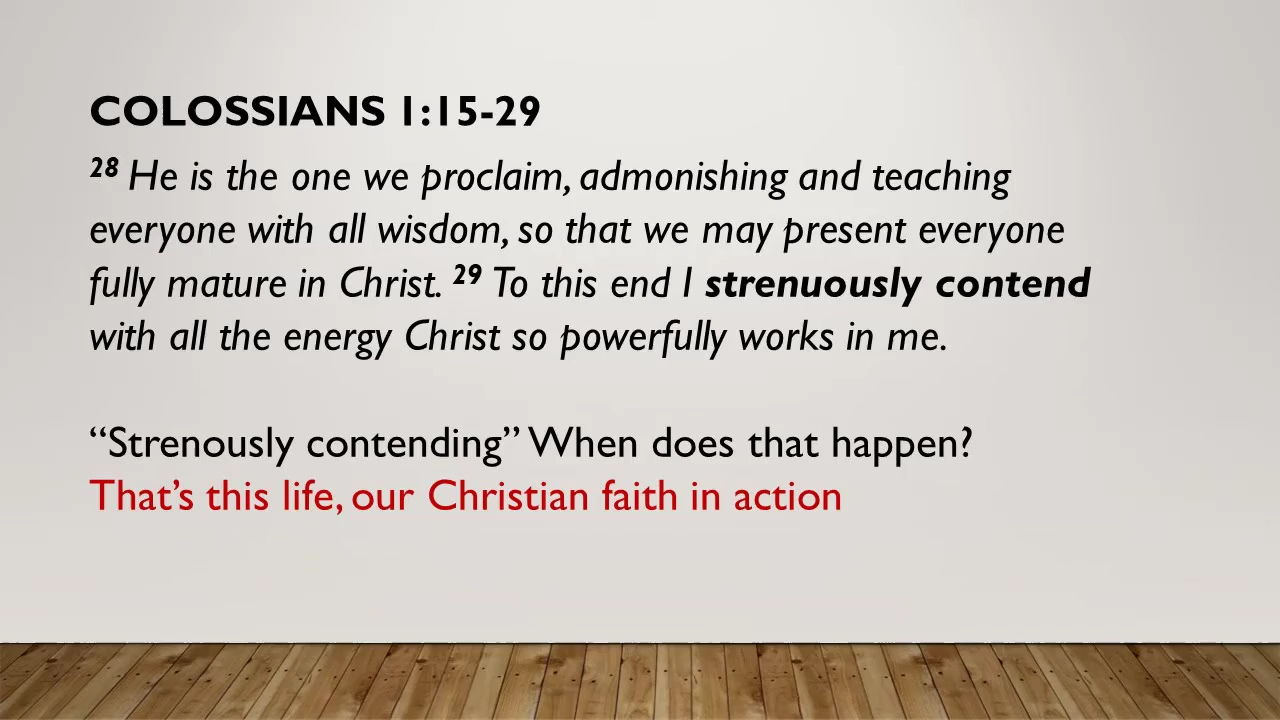 COLOSSIANS 1:15-29
28 He is the one we proclaim, admonishing and teaching
everyone with all wisdom, so that we may present everyone
fully mature in Christ. 29 To this end I strenuously contend
with all the energy Christ so powerfully works in me.
“Strenously contending” When does that happen?
That’s this life, our Christian faith in action